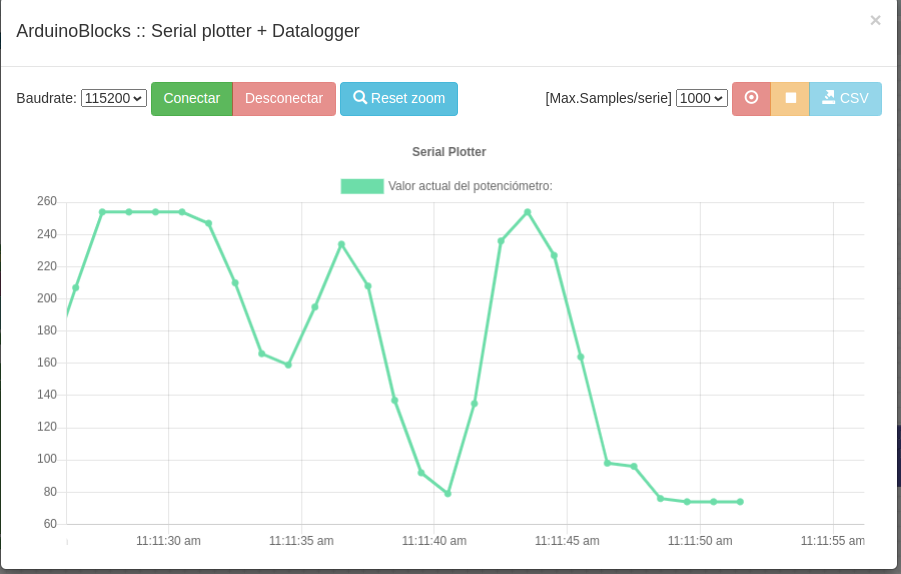 ArduinoBlocks :: Serial plotter + Datalogger
×
Baudrate: 115200 Conectar Desconectar Reset zoom [Max.Samples/serie] 1000 CSV
Serial Plotter
Valor actual del potenciómetro:
260
240
220
200
180
160
140
120
100
80
60
11:11:30 am 11:11:35 am 11:11:40 am 11:11:45 am 11:11:50 am 11:11:55 am